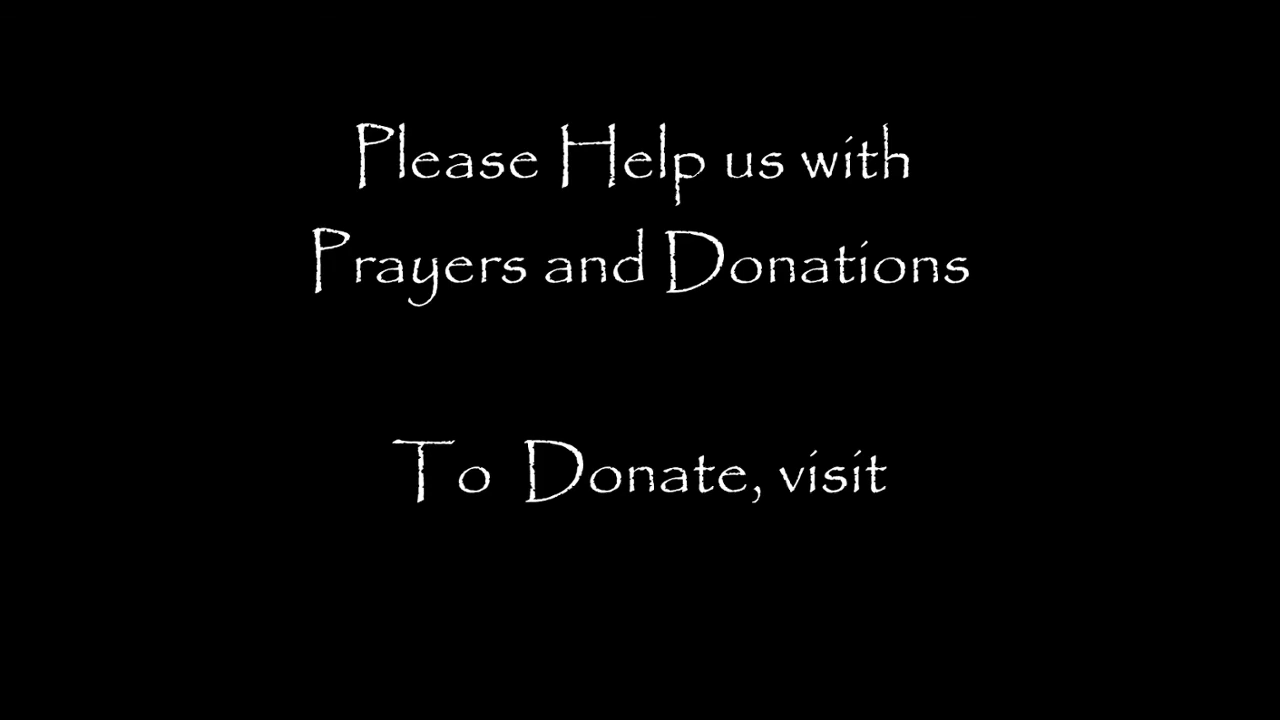 Please Help us with
Prayers and Donations
To Donate, visit